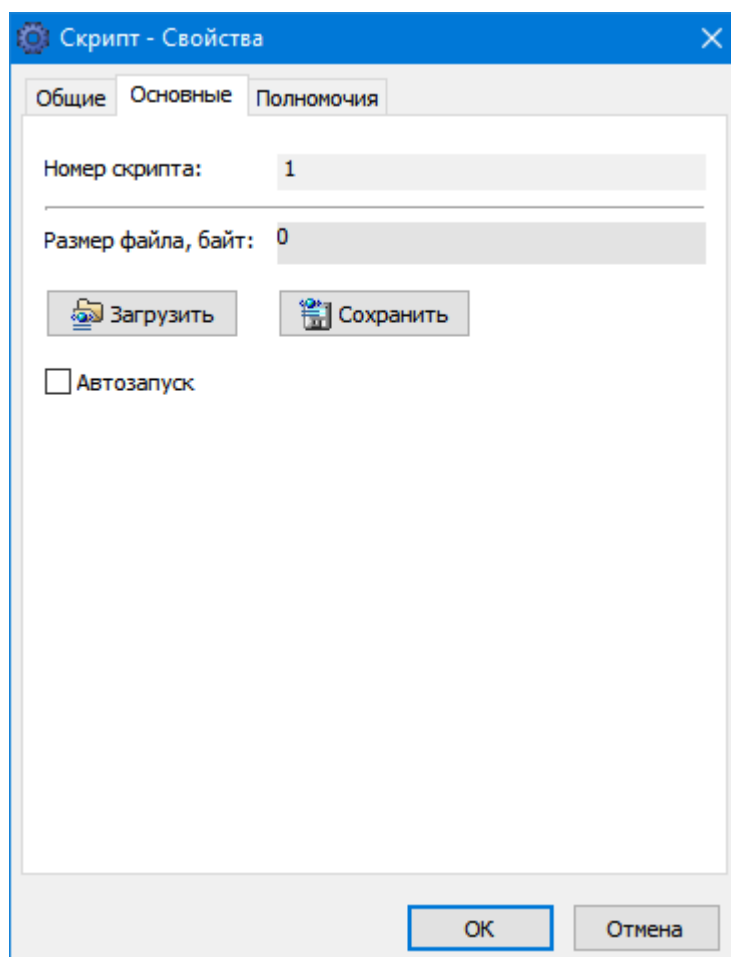 Скрипт - Свойства
Общие Основные Полномочия
Номер скрипта: 1
Размер файла, байт: 0
Загрузить Сохранить
Автозапуск
OK Отмена